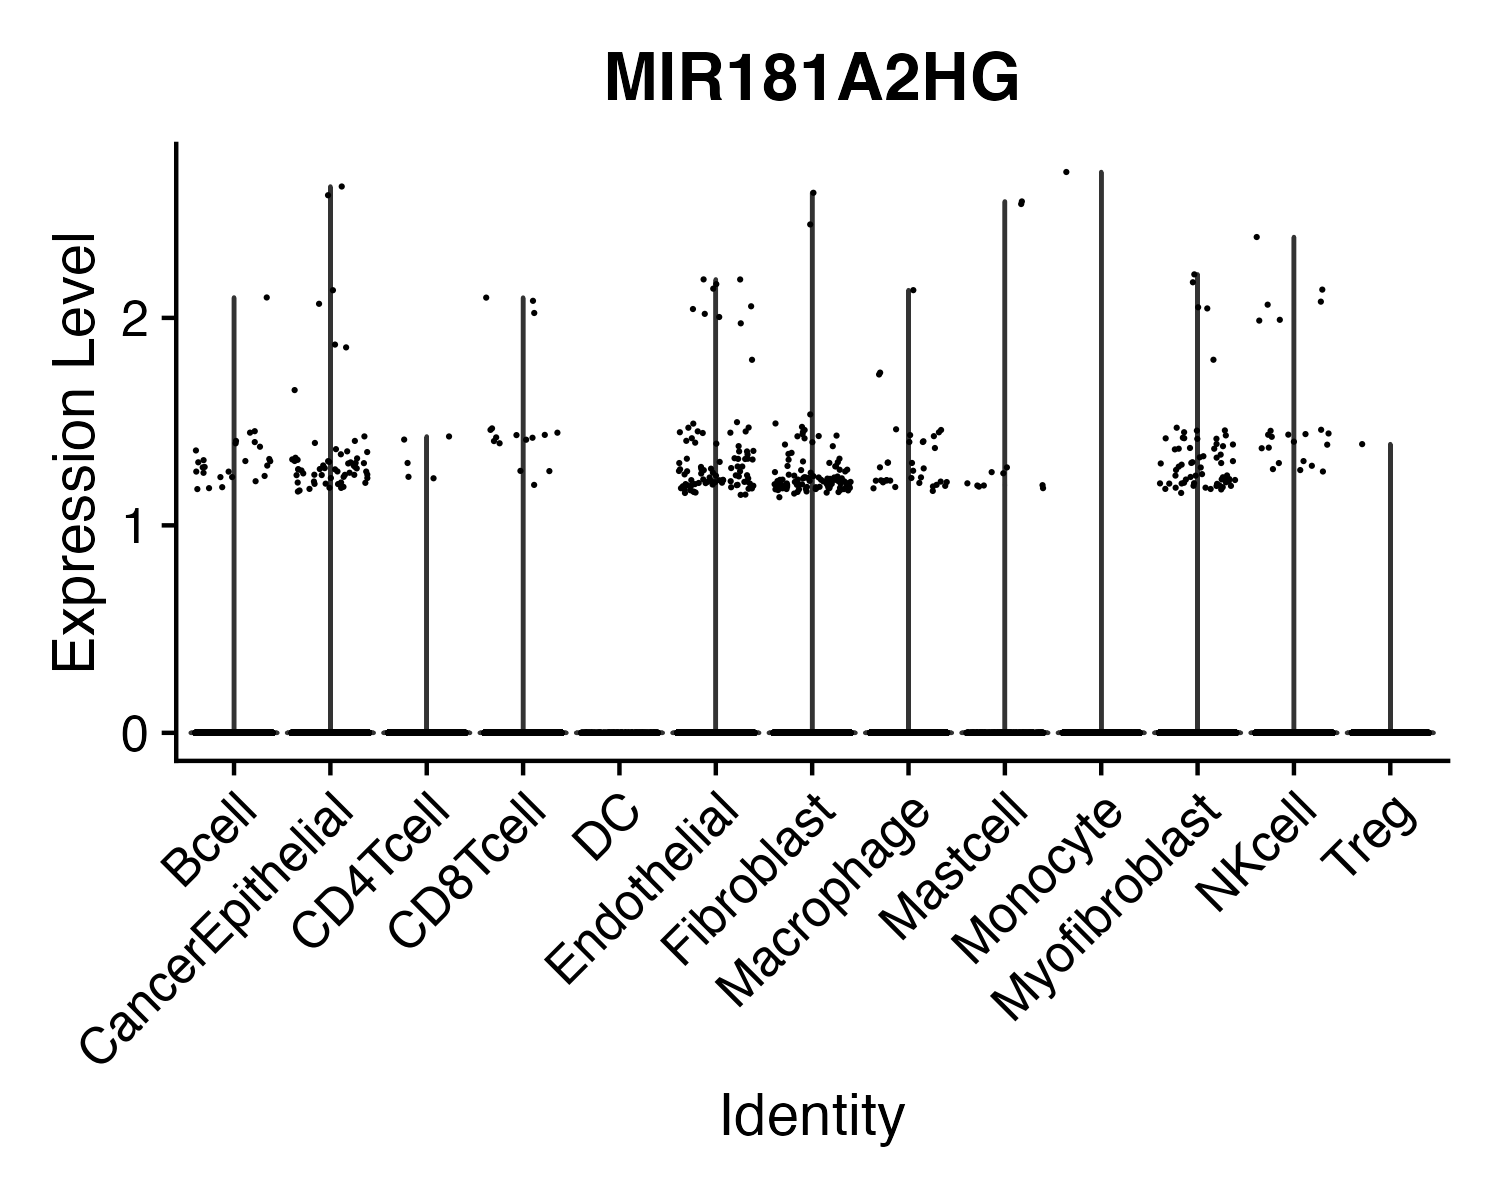 MIR181A2HG
Expression Level
2
1
0
Bcell
CancerEpithelial
CD4Tcell
CD8Tcell
DC
Endothelial
Fibroblast
Macrophage
Mastcell
Monocyte
Myofibroblast
NKcell
Treg
Identity